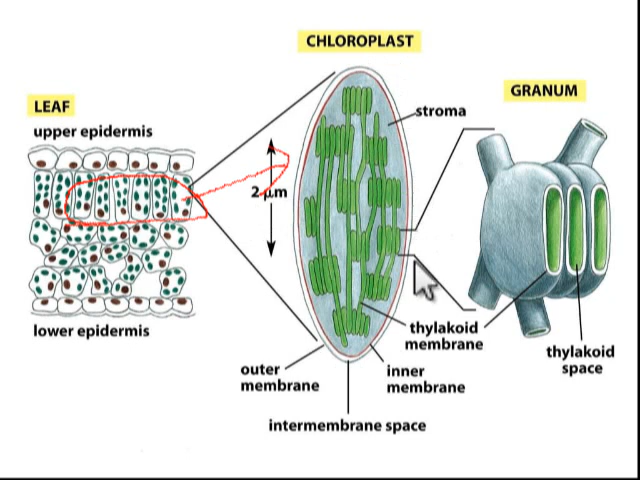 CHLOROPLAST
LEAF
GRANUM
upper epidermis
stroma
2 μm
lower epidermis
thylakoid
membrane
thylakoid
space
outer
membrane
inner
membrane
intermembrane space